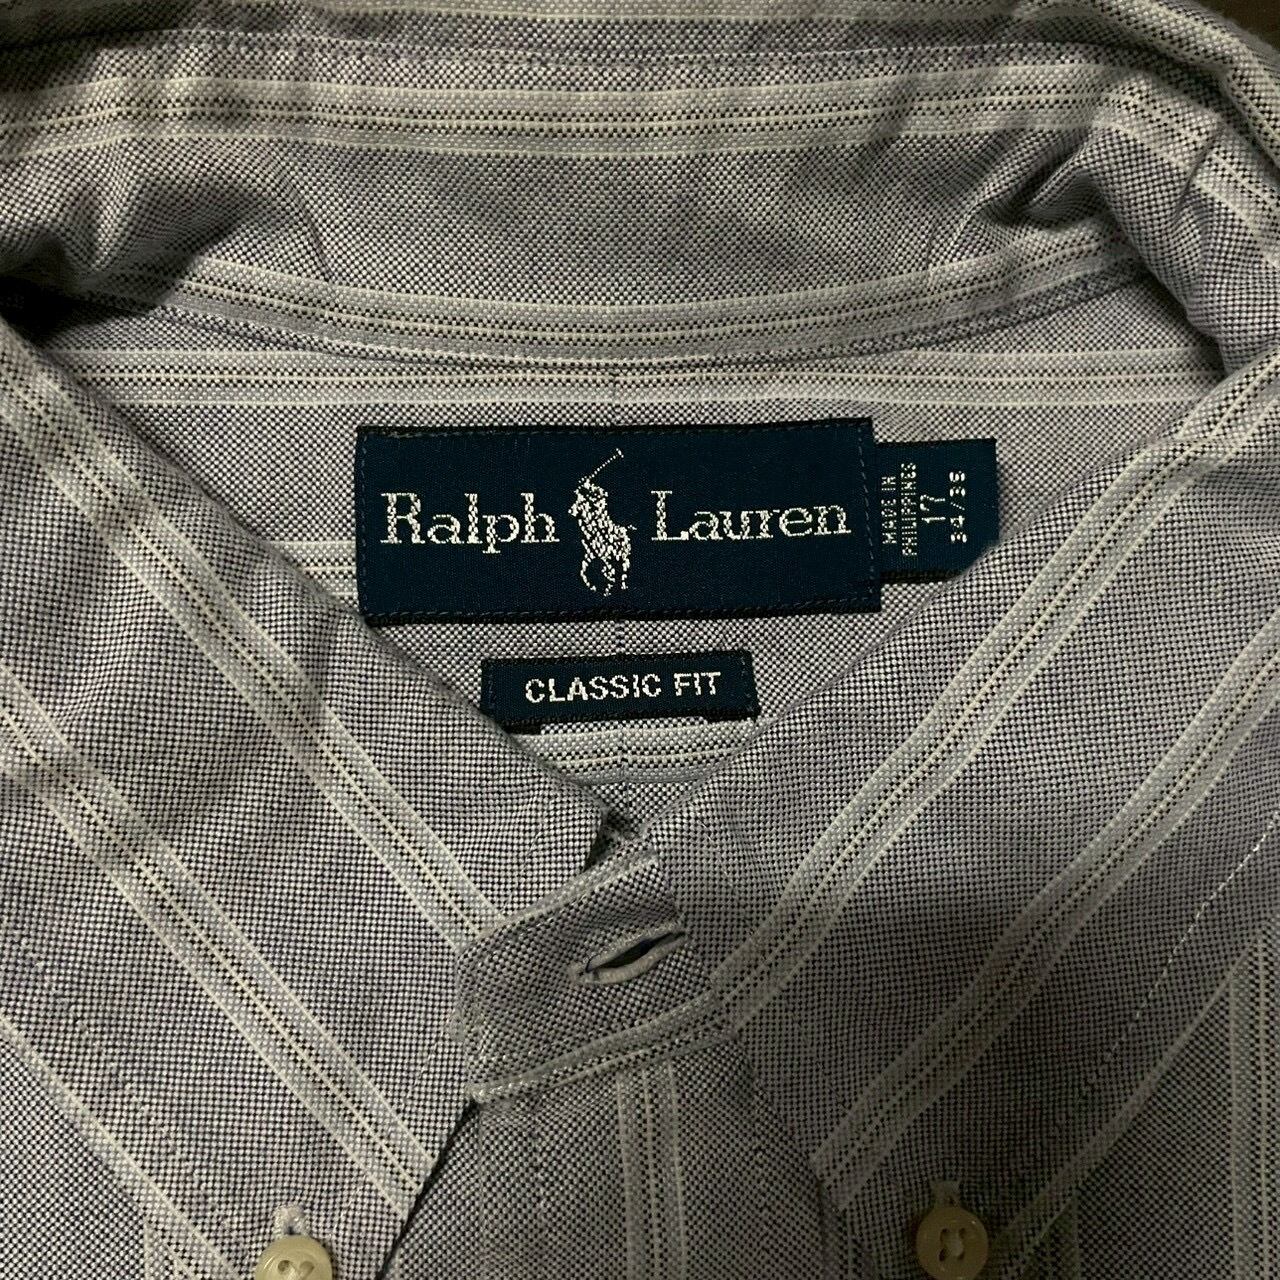 Ralph Lauren
MADE IN
PHILIPPINES
17
34/35
CLASSIC FIT